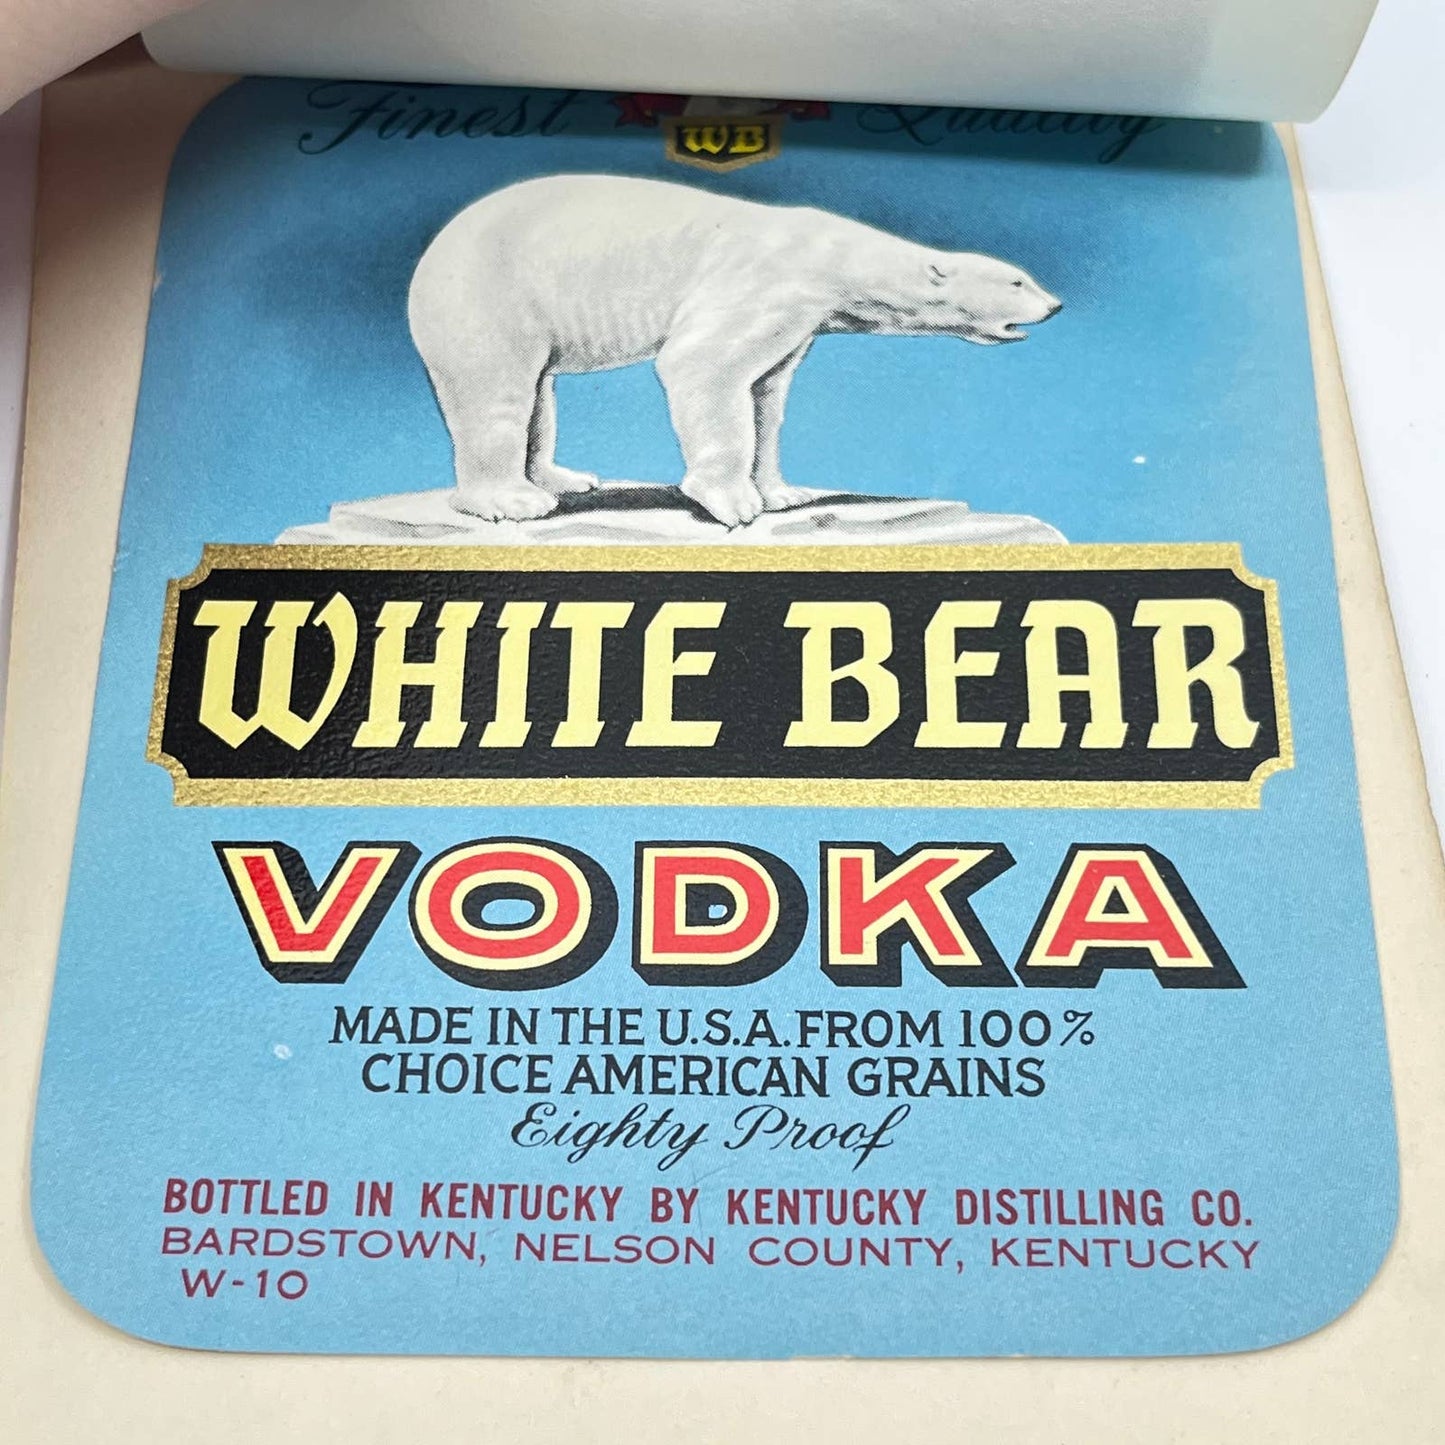 Finest Quality
WB
WHITE BEAR
VODKA
MADE IN THE U.S.A. FROM 100%
CHOICE AMERICAN GRAINS
Eighty Proof
BOTTLED IN KENTUCKY BY KENTUCKY DISTILLING CO.
BARDSTOWN, NELSON COUNTY, KENTUCKY
W-10